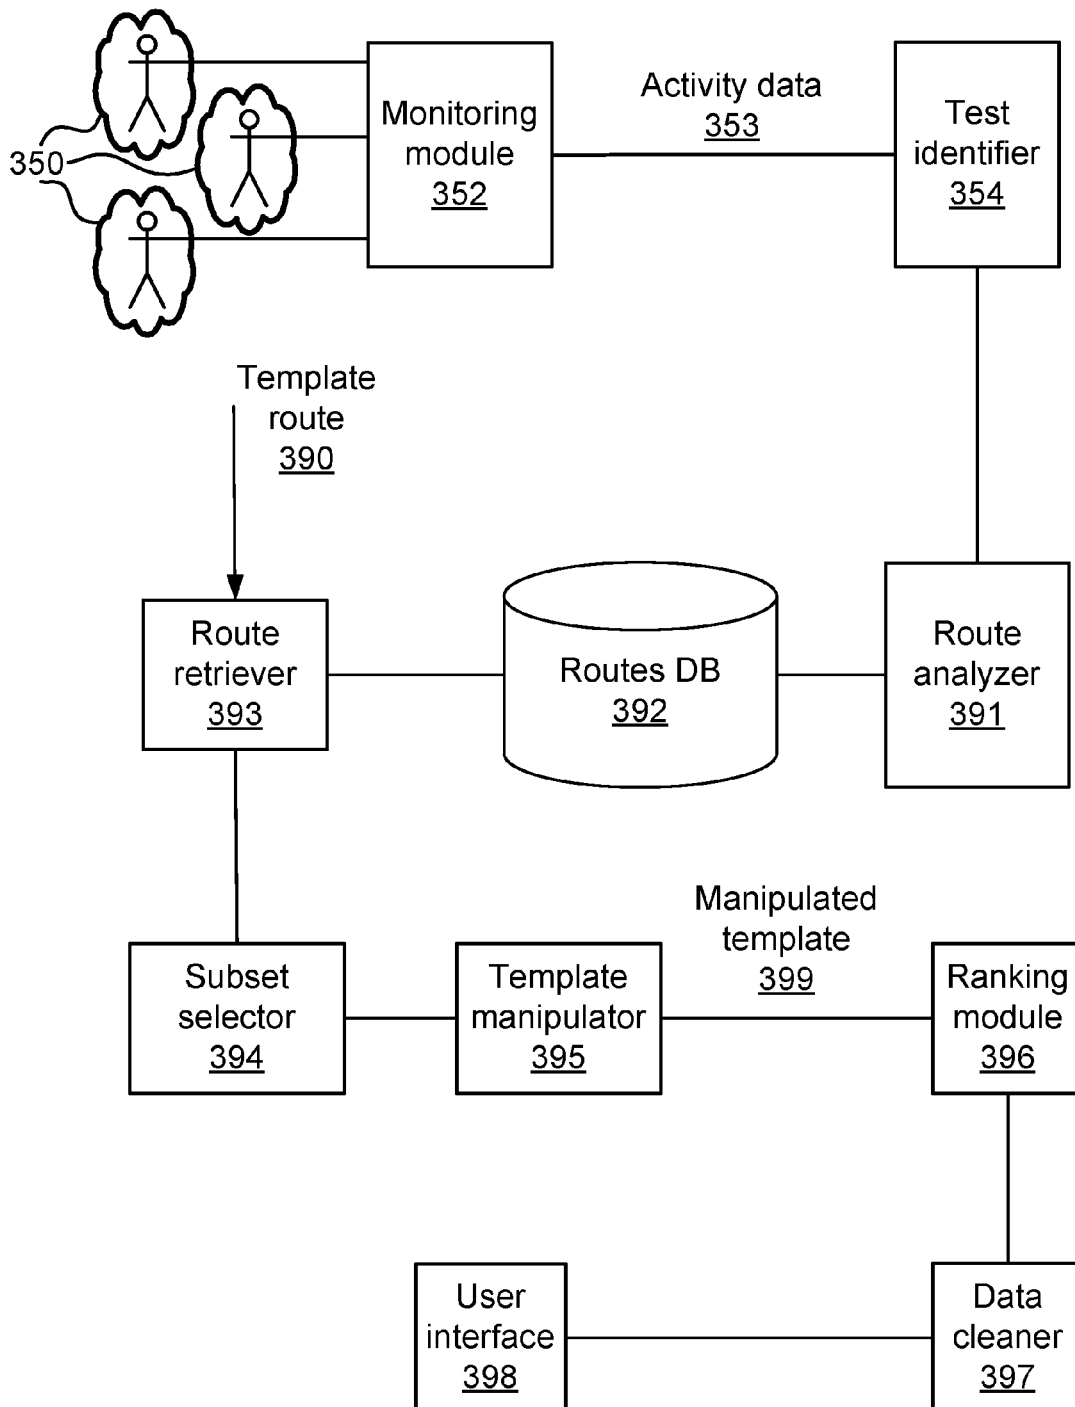 350
Monitoring
module
352
Activity data
353
Test
identifier
354
Template
route
390
Route
retriever
393
Routes DB
392
Route
analyzer
391
Subset
selector
394
Template
manipulator
395
Manipulated
template
399
Ranking
module
396
User
interface
398
Data
cleaner
397